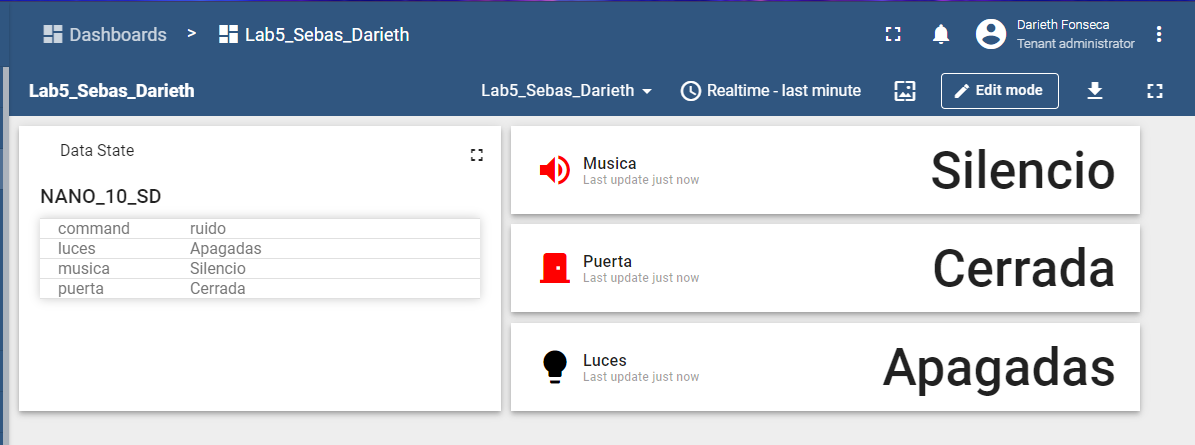 Dashboards > Lab5_Sebas_Darieth
Darieth Fonseca
Tenant administrator
Lab5_Sebas_Darieth
Lab5_Sebas_Darieth
Realtime - last minute
Edit mode
Data State
NANO_10_SD
command ruido
luces Apagadas
musica Silencio
puerta Cerrada
Musica
Last update just now
Silencio
Puerta
Last update just now
Cerrada
Luces
Last update just now
Apagadas